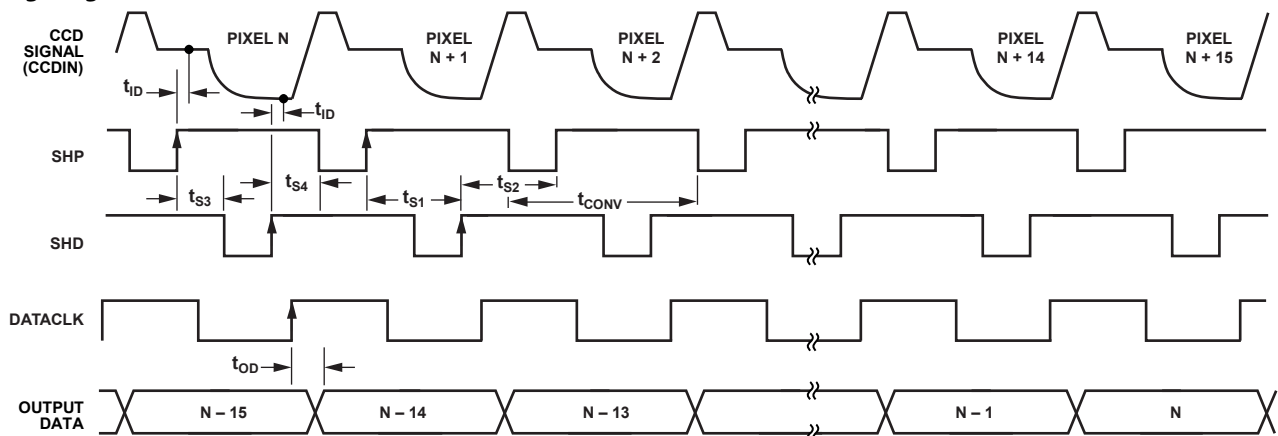 CCD
SIGNAL
(CCDIN)
PIXEL N
PIXEL
N + 1
PIXEL
N + 2
PIXEL
N + 14
PIXEL
N + 15
tID
tID
SHP
tS3
tS4
tS1
tS2
tCONV
SHD
DATACLK
tOD
OUTPUT
DATA
N – 15
N – 14
N – 13
N – 1
N